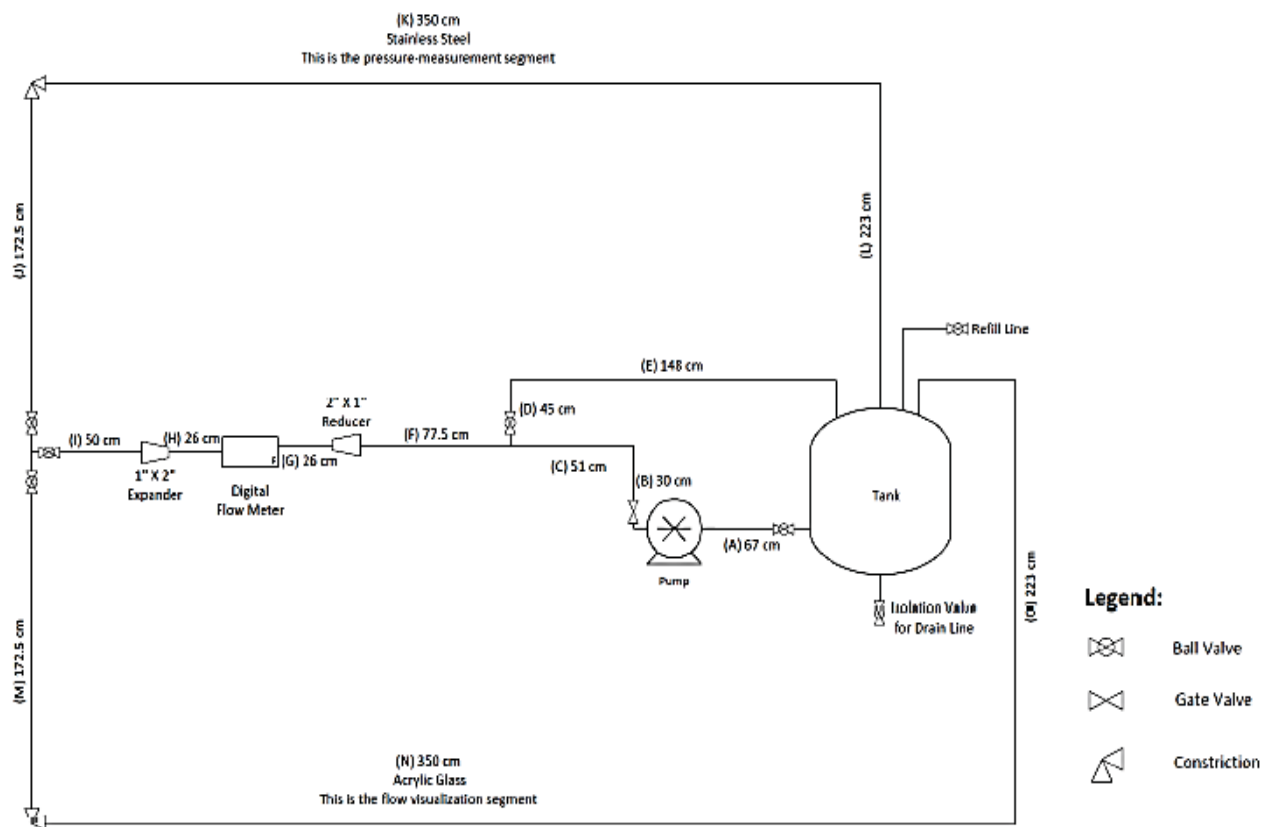 (K) 350 cm
Stainless Steel
This is the pressure-measurement segment
(J) 172.5 cm
(L) 223 cm
Refill Line
(E) 148 cm
2" X 1"
Reducer
(D) 45 cm
(I) 50 cm
(H) 26 cm
(F) 77.5 cm
F
(G) 26 cm
(C) 51 cm
1" X 2"
Expander
Digital
Flow Meter
(B) 30 cm
Tank
(A) 67 cm
Pump
Isolation Valve
for Drain Line
223 cm
(M) 172.5 cm
Legend:
Ball Valve
Gate Valve
Constriction
(N) 350 cm
Acrylic Glass
This is the flow visualization segment